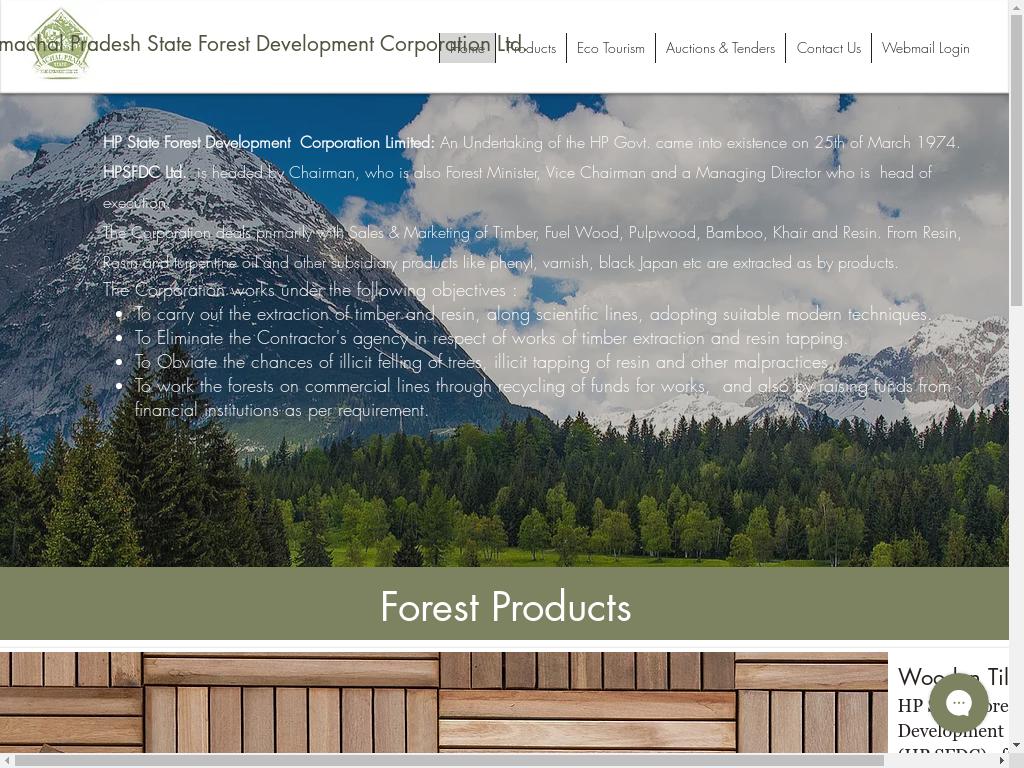 machal Pradesh State Forest Development Corporation Ltd.
Home
Products
Eco Tourism
Auctions & Tenders
Contact Us
Webmail Login
HP State Forest Development Corporation Limited: An Undertaking of the HP Govt. came into existence on 25th of March 1974.
HPSFDC Ltd. is headed by Chairman, who is also Forest Minister, Vice Chairman and a Managing Director who is head of
execution.
The Corporation deals primarily with Sales & Marketing of Timber, Fuel Wood, Pulpwood, Bamboo, Khair and Resin. From Resin,
Rosin and turpentine oil and other subsidiary products like phenyl, varnish, black Japan etc are extracted as by products.
The Corporation works under the following objectives :
To carry out the extraction of timber and resin, along scientific lines, adopting suitable modern techniques.
To Eliminate the Contractor's agency in respect of works of timber extraction and resin tapping.
To Obviate the chances of illicit felling of trees, illicit tapping of resin and other malpractices.
To work the forests on commercial lines through recycling of funds for works, and also by raising funds from
financial institutions as per requirement.
Forest Products
Wooden Til
HP
Development